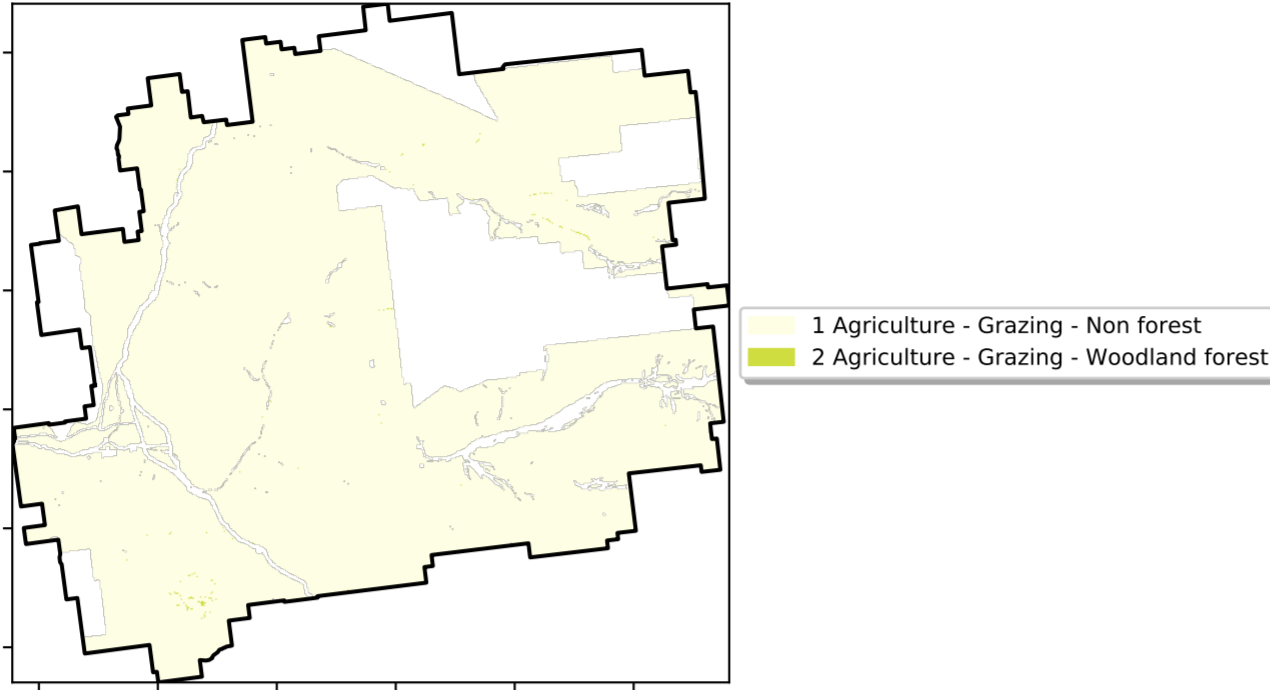 1 Agriculture - Grazing - Non forest
2 Agriculture - Grazing - Woodland forest